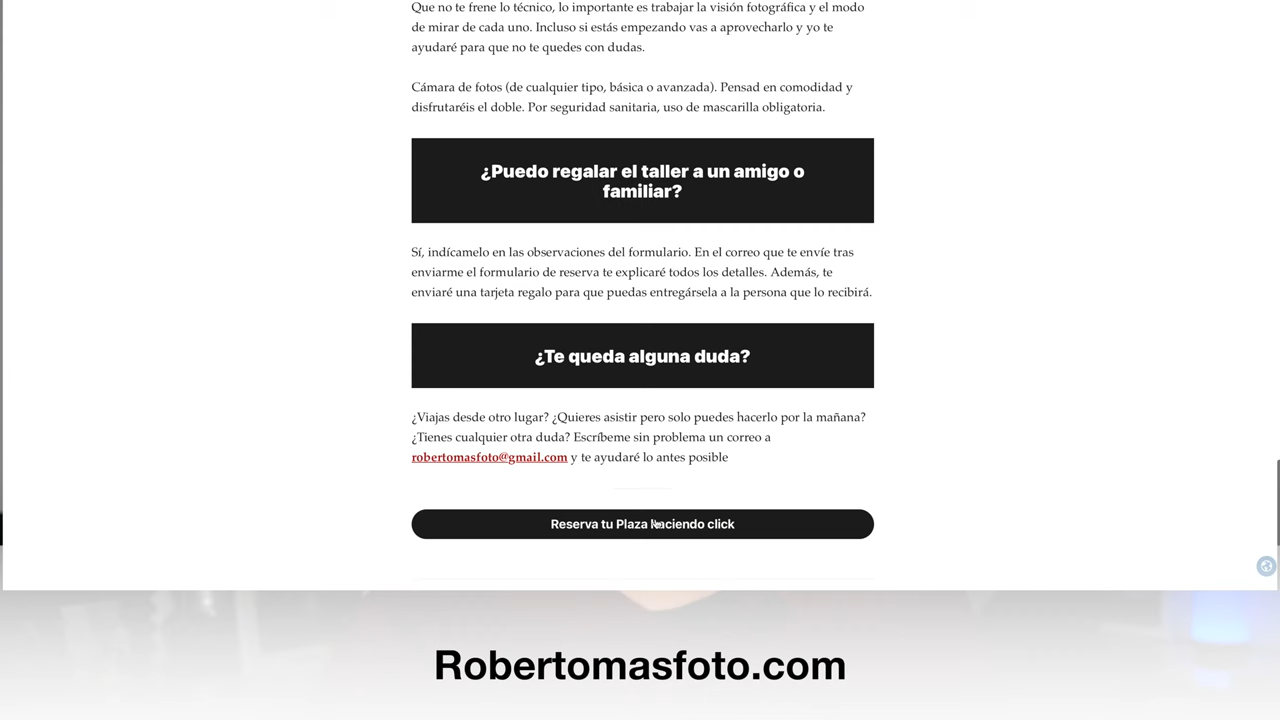 Que no te frene lo técnico, lo importante es trabajar la visión fotográfica y el modo
de mirar de cada uno. Incluso si estás empezando vas a aprovecharlo y yo te
ayudaré para que no te quedes con dudas.
Cámara de fotos (de cualquier tipo, básica o avanzada). Pensad en comodidad y
disfrutaréis el doble. Por seguridad sanitaria, uso de mascarilla obligatoria.
¿Puedo regalar el taller a un amigo o
familiar?
Sí, indícamelo en las observaciones del formulario. En el correo que te envíe tras
enviarme el formulario de reserva te explicaré todos los detalles. Además, te
enviaré una tarjeta regalo para que puedas entregársela a la persona que lo recibirá.
¿Te queda alguna duda?
¿Viajas desde otro lugar? ¿Quieres asistir pero solo puedes hacerlo por la mañana?
¿Tienes cualquier otra duda? Escríbeme sin problema un correo a
robertomasfoto@gmail.com y te ayudaré lo antes posible
Reserva tu Plaza haciendo click
Robertomasfoto.com